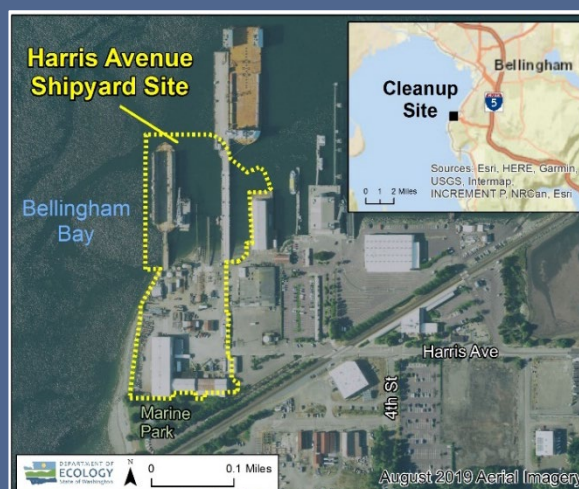 Harris Avenue
Shipyard Site
Bellingham
Cleanup
Site
5
Sources: Esri, HERE, Garmin,
USGS, Intermap,
INCREMENT P, NRCan, Esri
0 1 2 Miles
Bellingham
Bay
Harris Ave
4th St
Marine
Park
DEPARTMENT OF
ECOLOGY
State of Washington
N
0 0.1 Miles
August 2019 Aerial Imagery